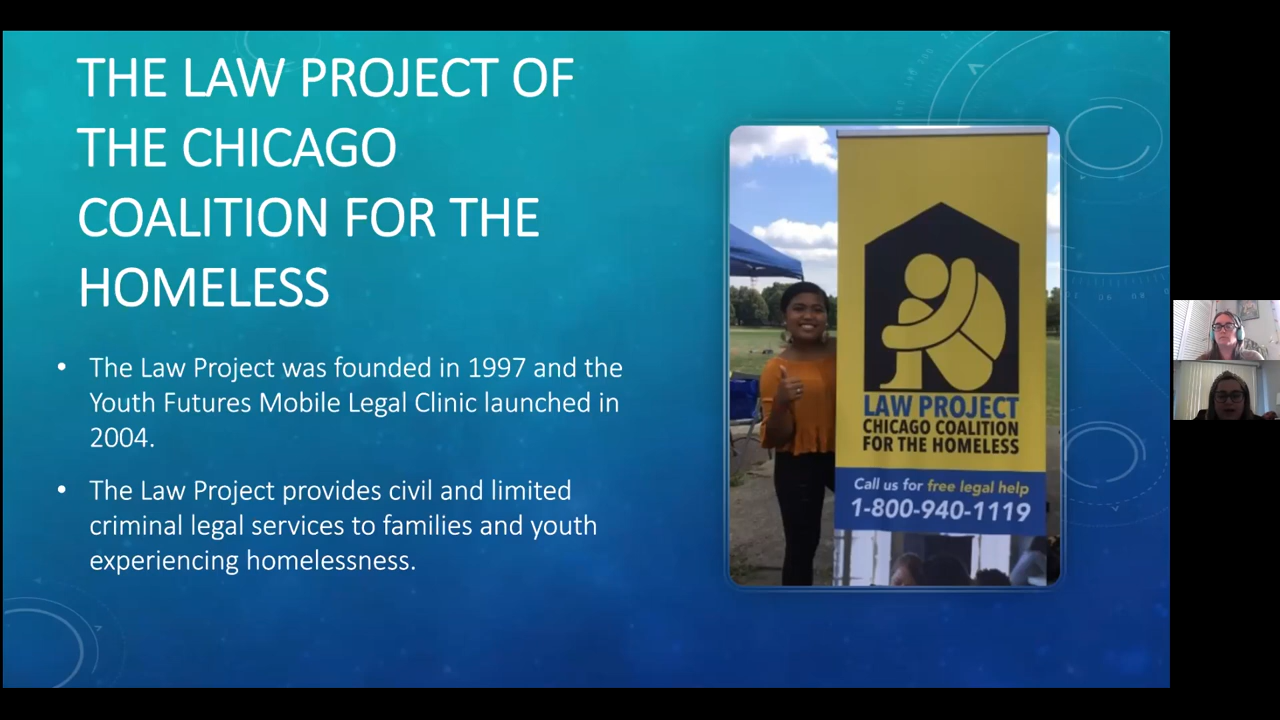 THE LAW PROJECT OF
THE CHICAGO
COALITION FOR THE
HOMELESS
• The Law Project was founded in 1997 and the
Youth Futures Mobile Legal Clinic launched in
2004.
• The Law Project provides civil and limited
criminal legal services to families and youth
experiencing homelessness.
LAW PROJECT
CHICAGO COALITION
FOR THE HOMELESS
Call us for free legal help
1-800-940-1119